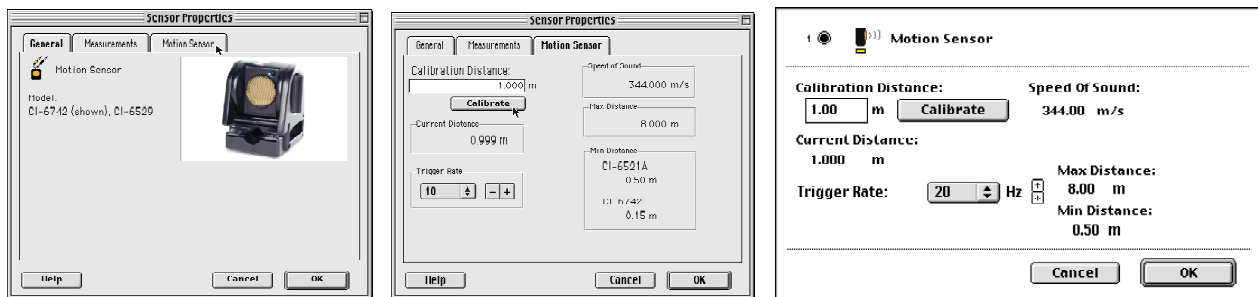 Sensor Properties
General Measurements Motion Sensor
Motion Sensor
Model:
CI-6742 (shown), CI-6529
Help Cancel OK
Sensor Properties
General Measurements Motion Sensor
Calibration Distance:
1.000 m
Calibrate
Current Distance
0.999 m
Trigger Rate
10 - +
Speed of Sound
344.000 m/s
Max Distance
8.000 m
Min Distance
CI-6521A
0.50 m
CI-6742
0.15 m
Help Cancel OK
1 Motion Sensor
Calibration Distance:
1.00 m Calibrate
Speed Of Sound:
344.00 m/s
Current Distance:
1.000 m
Trigger Rate: 20 Hz
Max Distance:
8.00 m
Min Distance:
0.50 m
Cancel OK